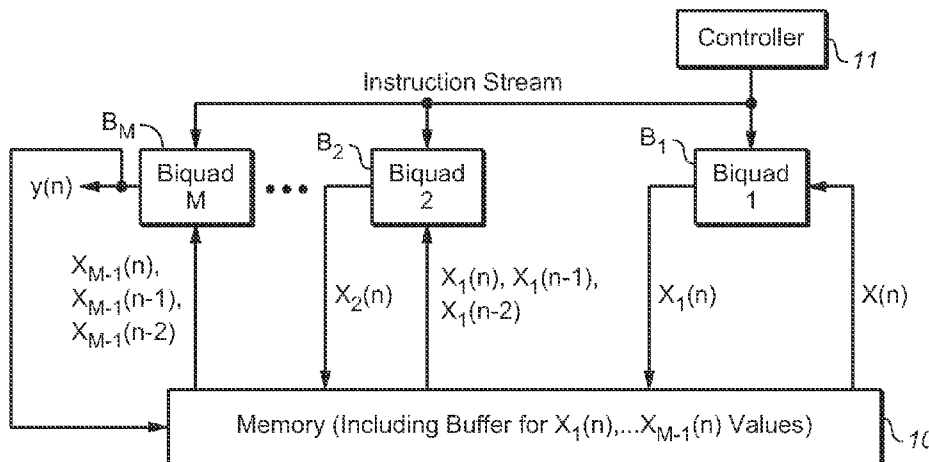 Controller
11
Instruction Stream
B_M
B_2
B_1
Biquad
M
Biquad
2
Biquad
1
y(n)
X_{M-1}(n),
X_{M-1}(n-1),
X_{M-1}(n-2)
X_2(n)
X_1(n), X_1(n-1),
X_1(n-2)
X_1(n)
X(n)
Memory (Including Buffer for X_1(n),...X_{M-1}(n) Values)